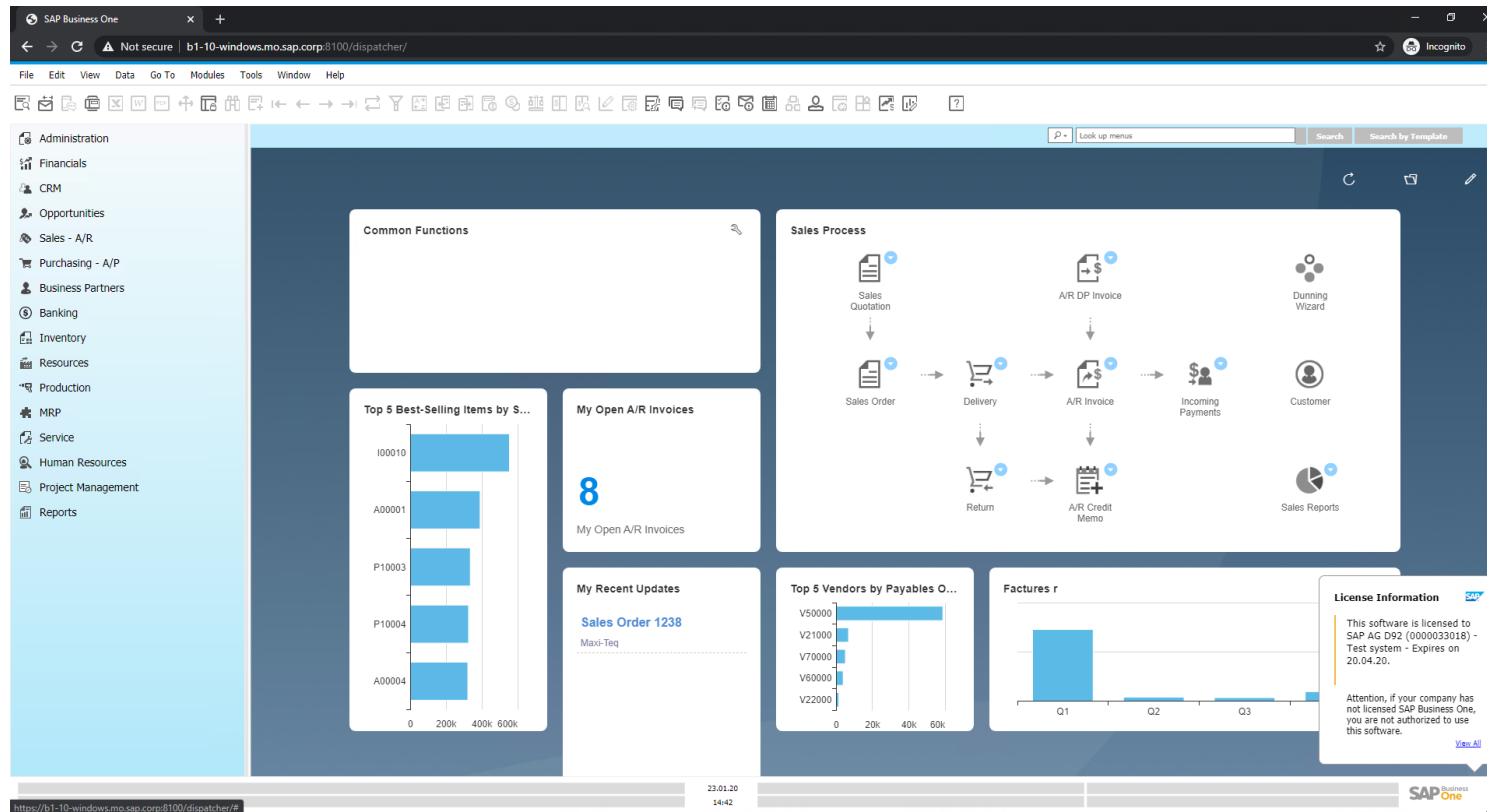 SAP Business One
Not secure b1-10-windows.mo.sap.corp:8100/dispatcher/
Incognito
File Edit View Data Go To Modules Tools Window Help
Administration
Financials
CRM
Opportunities
Sales - A/R
Purchasing - A/P
Business Partners
Banking
Inventory
Resources
Production
MRP
Service
Human Resources
Project Management
Reports
Look up menus
Search
Search by Template
Common Functions
Sales Process
Sales
Quotation
A/R DP Invoice
Dunning
Wizard
Sales Order
Delivery
A/R Invoice
Incoming
Payments
Customer
Return
A/R Credit
Memo
Sales Reports
Top 5 Best-Selling Items by S...
I00010
A00001
P10003
P10004
A00004
0 200k 400k 600k
My Open A/R Invoices
8
My Open A/R Invoices
My Recent Updates
Sales Order 1238
Maxi-Teq
Top 5 Vendors by Payables O...
V50000
V21000
V70000
V60000
V22000
0 20k 40k 60k
Factures r
Q1 Q2 Q3
License Information
SAP
This software is licensed to
SAP AG D92 (0000033018) -
Test system - Expires on
20.04.20.
Attention, if your company has
not licensed SAP Business One,
you are not authorized to use
this software.
View All
23.01.20
14:42
SAP Business One
https://b1-10-windows.mo.sap.corp:8100/dispatcher/#